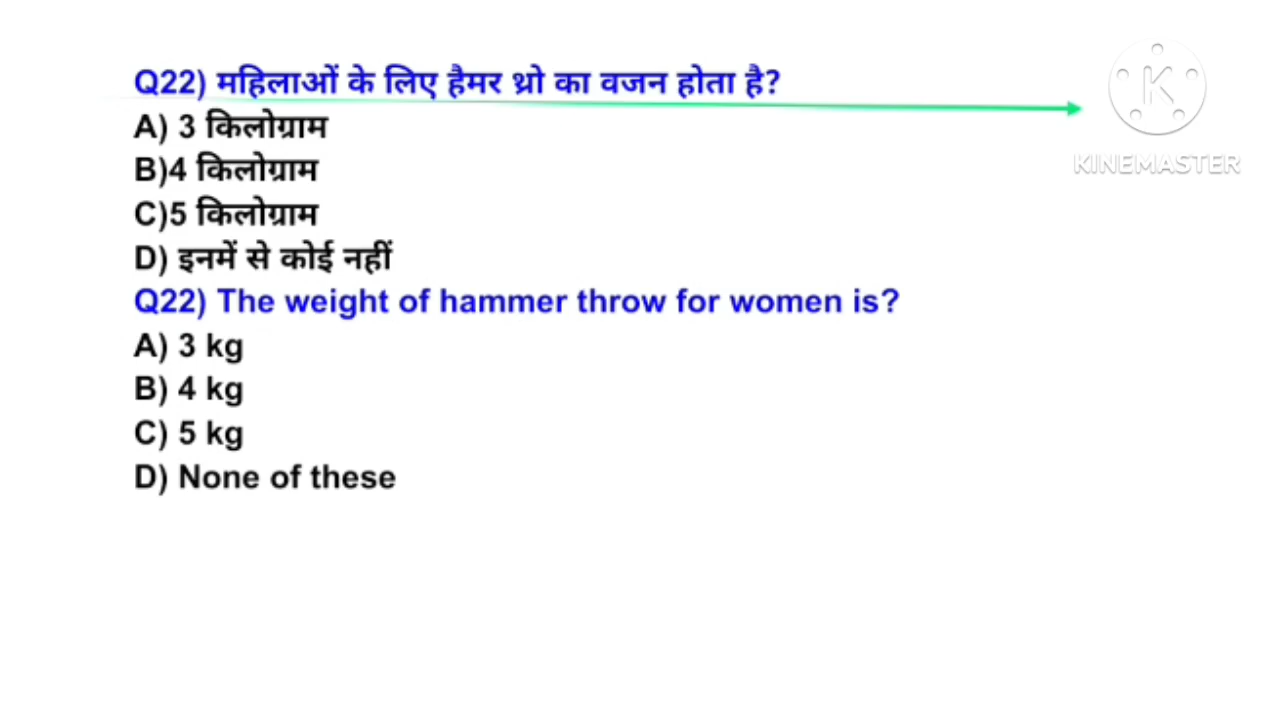 Q22) महिलाओं के लिए हैमर थ्रो का वजन होता है?
A) 3 किलोग्राम
B)4 किलोग्राम
C)5 किलोग्राम
D) इनमें से कोई नहीं
Q22) The weight of hammer throw for women is?
A) 3 kg
B) 4 kg
C) 5 kg
D) None of these
K
KINEMASTER